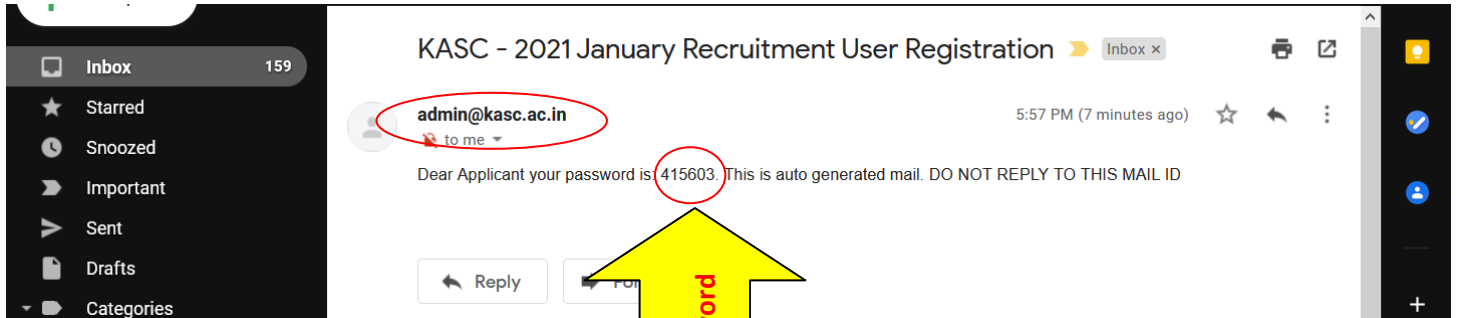 KASC - 2021 January Recruitment User Registration
Inbox ×
Inbox 159
Starred
Snoozed
Important
Sent
Drafts
Categories
admin@kasc.ac.in
5:57 PM (7 minutes ago)
to me
Dear Applicant your password is: 415603. This is auto generated mail. DO NOT REPLY TO THIS MAIL ID
Reply